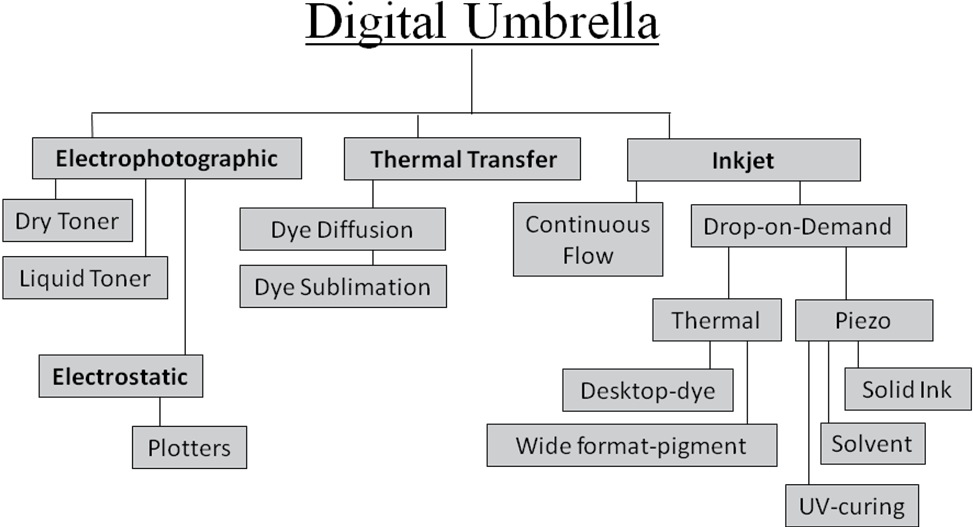 Digital Umbrella
Electrophotographic
Thermal Transfer
Inkjet
Dry Toner
Liquid Toner
Electrostatic
Plotters
Dye Diffusion
Dye Sublimation
Continuous
Flow
Drop-on-Demand
Thermal
Piezo
Desktop-dye
Wide format-pigment
Solid Ink
Solvent
UV-curing